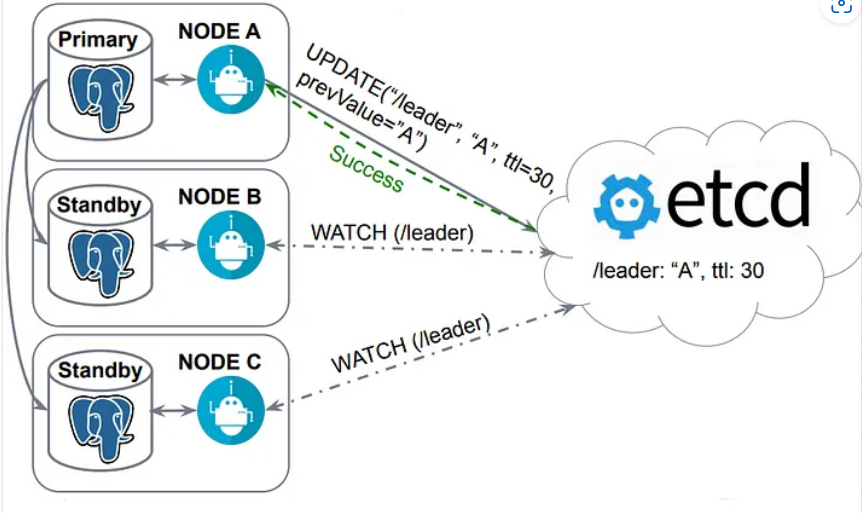 Primary
NODE A
UPDATE(“/leader”, “A”, ttl=30,
prevValue=”A”)
Success
Standby
NODE B
WATCH (/leader)
etcd
/leader: “A”, ttl: 30
Standby
NODE C
WATCH (/leader)